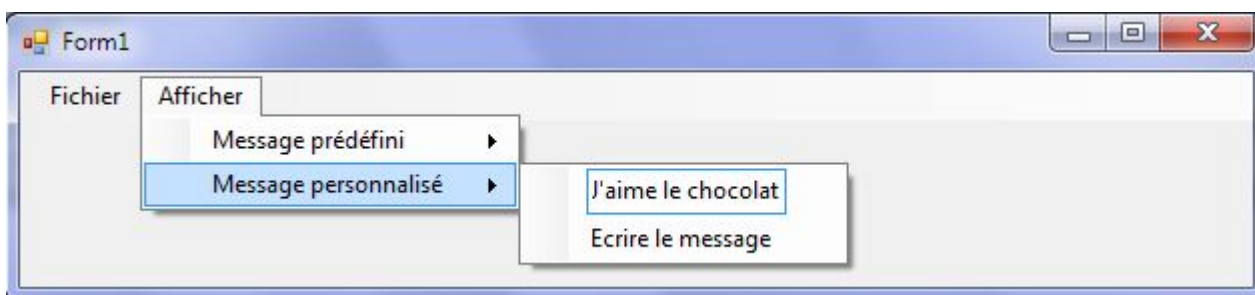 Form1
Fichier Afficher
Message prédéfini
Message personnalisé
J'aime le chocolat
Ecrire le message